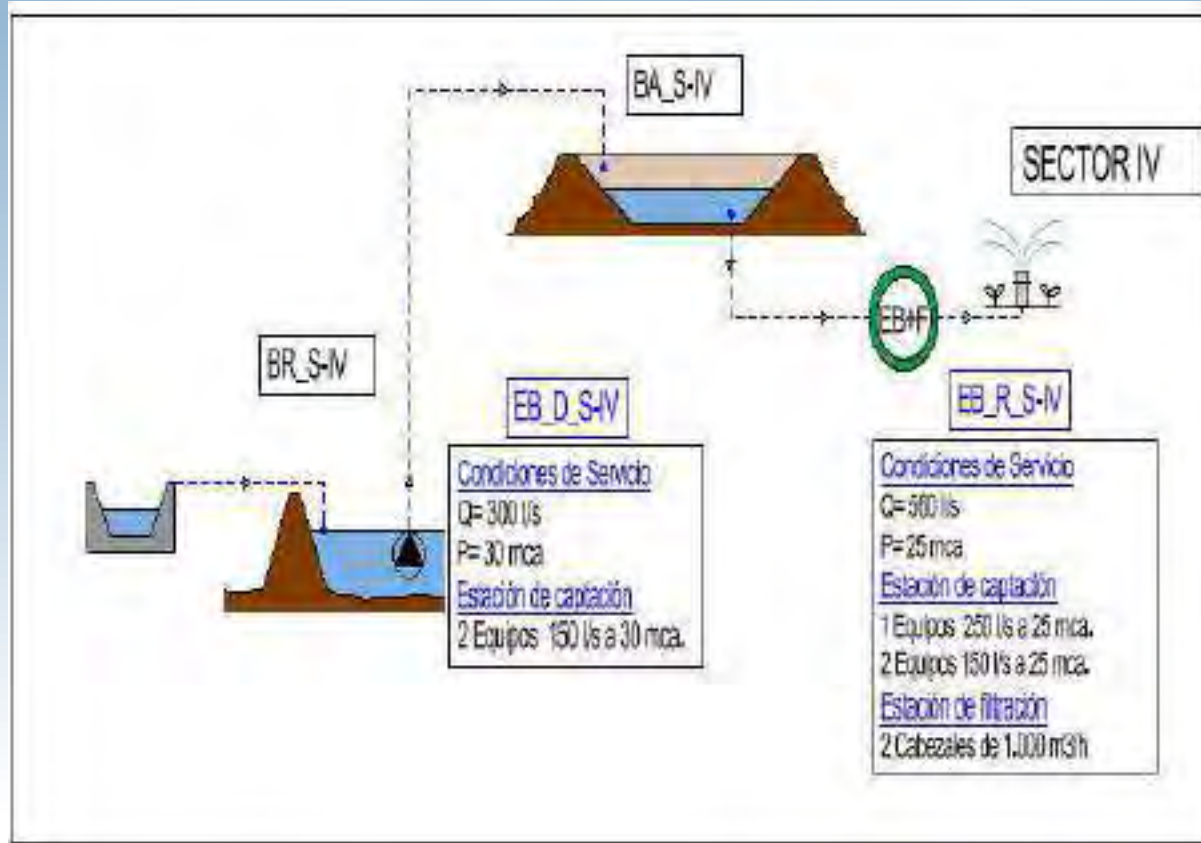 BA_S-IV
SECTOR IV
EB+F
BR_S-IV
EB_D_S-IV
Condiciones de Servicio
Q= 300 l/s
P= 30 mca
Estación de captación
2 Equipos 150 l/s a 30 mca.
EB_R_S-IV
Condiciones de Servicio
Q= l/s
P= 25 mca
Estación de captación
1 Equipos 250 l/s a 25 mca.
2 Equipos 150 l/s a 25 mca.
Estación de filtración
2 Cabezales de 1.000 m3/h